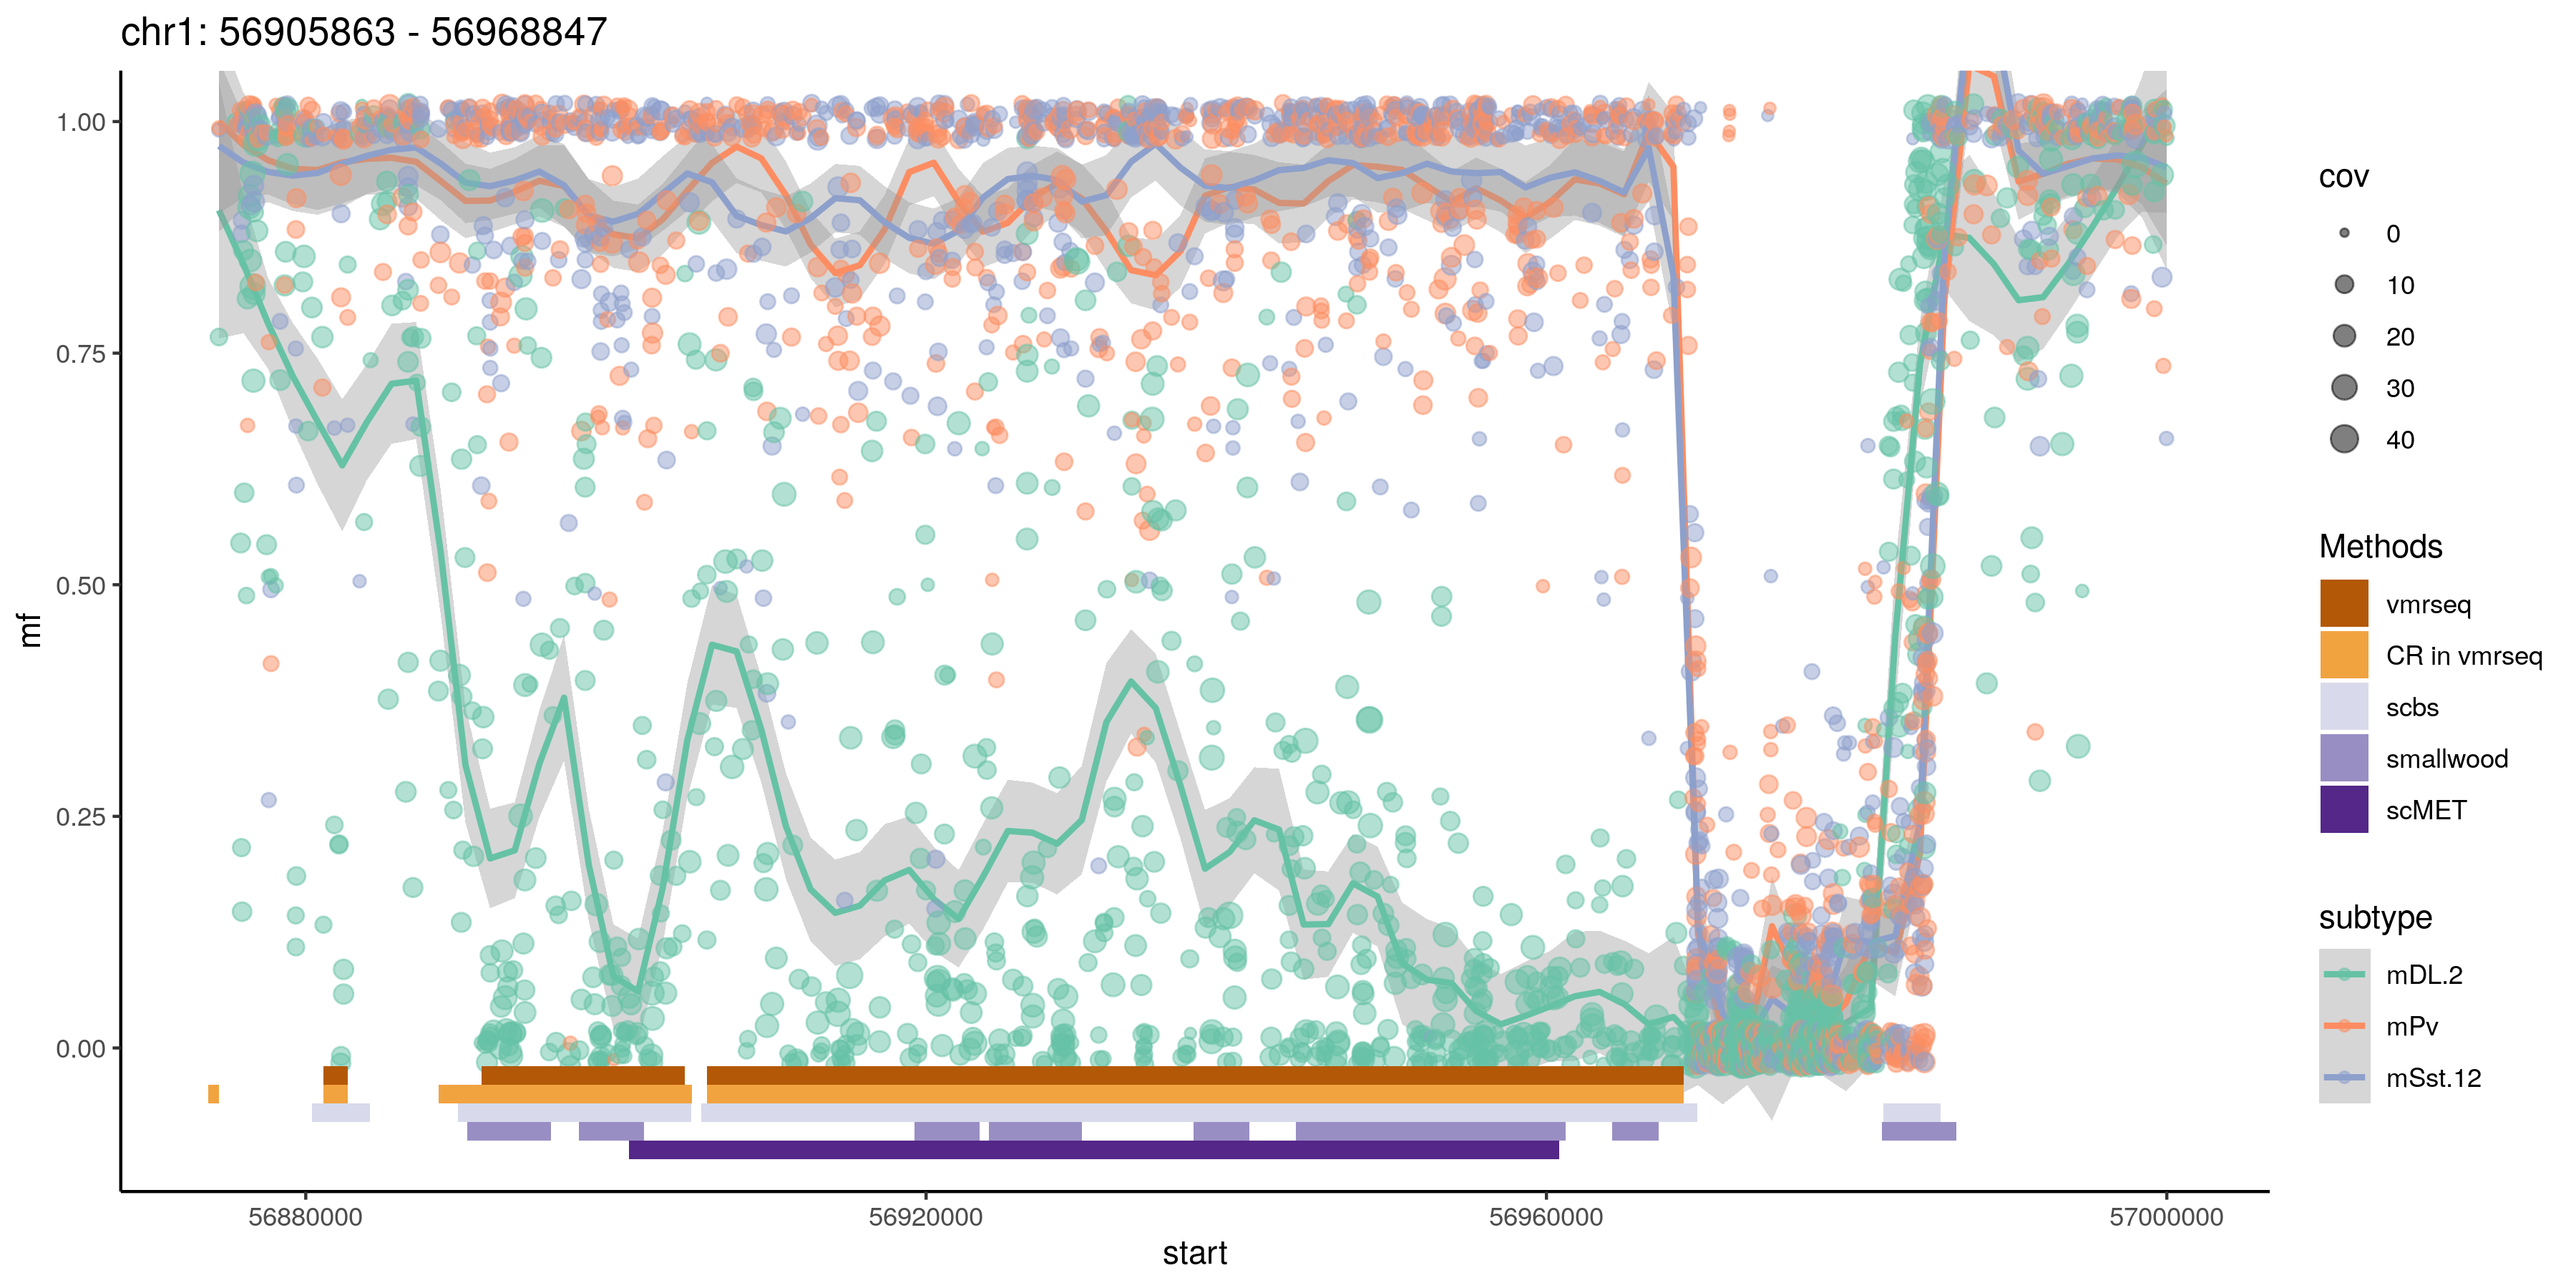 chr1: 56905863 - 56968847
1.00
0.75
0.50
0.25
0.00
mf
56880000
56920000
56960000
57000000
start
cov
0
10
20
30
40
Methods
vmrseq
CR in vmrseq
scbs
smallwood
scMET
subtype
mDL.2
mPv
mSst.12